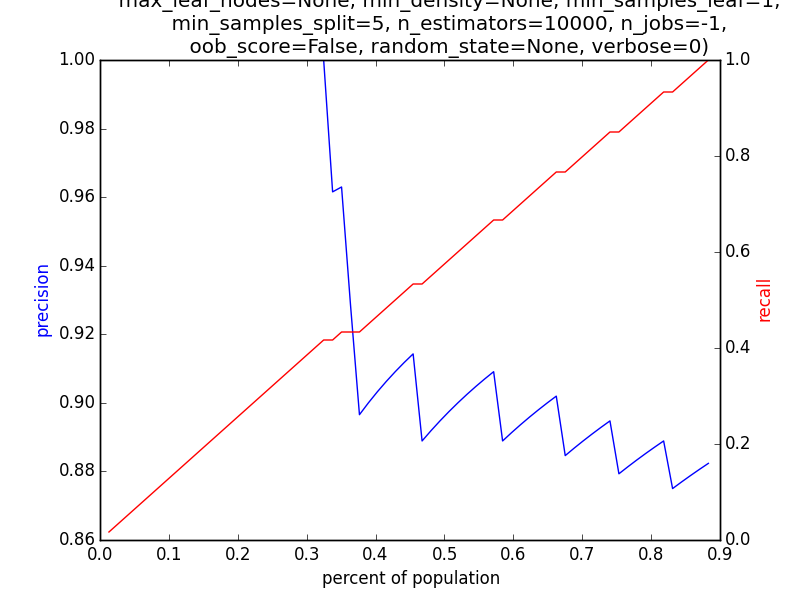 max_leaf_nodes=None, min_density=None, min_samples_leaf=1,
min_samples_split=5, n_estimators=10000, n_jobs=-1,
oob_score=False, random_state=None, verbose=0)
1.00
0.98
0.96
0.94
0.92
0.90
0.88
0.86
precision
1.0
0.8
0.6
0.4
0.2
0.0
recall
0.0 0.1 0.2 0.3 0.4 0.5 0.6 0.7 0.8 0.9
percent of population